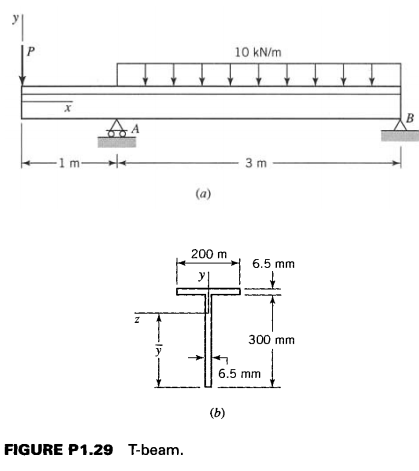 y
P
10 kN/m
x
A
B
1 m
3 m
(a)
200 m
6.5 mm
y
z
300 mm
y̅
6.5 mm
(b)
FIGURE P1.29 T-beam.